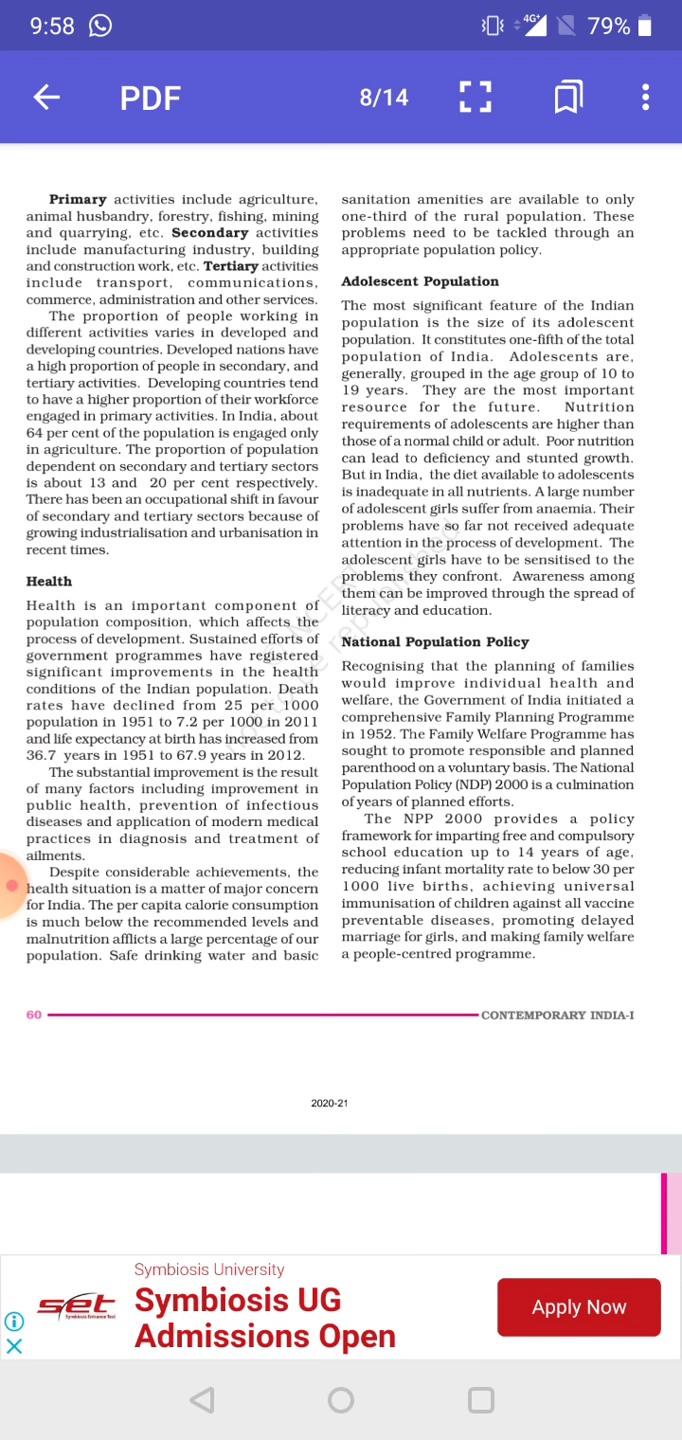 9:58
4G+
79%
PDF
8/14
Primary activities include agriculture,
animal husbandry, forestry, fishing, mining
and quarrying, etc. Secondary activities
include manufacturing industry, building
and construction work, etc. Tertiary activities
include transport, communications,
commerce, administration and other services.
The proportion of people working in
different activities varies in developed and
developing countries. Developed nations have
a high proportion of people in secondary, and
tertiary activities. Developing countries tend
to have a higher proportion of their workforce
engaged in primary activities. In India, about
64 per cent of the population is engaged only
in agriculture. The proportion of population
dependent on secondary and tertiary sectors
is about 13 and 20 per cent respectively.
There has been an occupational shift in favour
of secondary and tertiary sectors because of
growing industrialisation and urbanisation in
recent times.
Health
Health is an important component of
population composition, which affects the
process of development. Sustained efforts of
government programmes have registered
significant improvements in the health
conditions of the Indian population. Death
rates have declined from 25 per 1000
population in 1951 to 7.2 per 1000 in 2011
and life expectancy at birth has increased from
36.7 years in 1951 to 67.9 years in 2012.
The substantial improvement is the result
of many factors including improvement in
public health, prevention of infectious
diseases and application of modern medical
practices in diagnosis and treatment of
ailments.
Despite considerable achievements, the
health situation is a matter of major concern
for India. The per capita calorie consumption
is much below the recommended levels and
malnutrition afflicts a large percentage of our
population. Safe drinking water and basic
sanitation amenities are available to only
one-third of the rural population. These
problems need to be tackled through an
appropriate population policy.
Adolescent Population
The most significant feature of the Indian
population is the size of its adolescent
population. It constitutes one-fifth of the total
population of India. Adolescents are,
generally, grouped in the age group of 10 to
19 years. They are the most important
resource for the future. Nutrition
requirements of adolescents are higher than
those of a normal child or adult. Poor nutrition
can lead to deficiency and stunted growth.
But in India, the diet available to adolescents
is inadequate in all nutrients. A large number
of adolescent girls suffer from anaemia. Their
problems have so far not received adequate
attention in the process of development. The
adolescent girls have to be sensitised to the
problems they confront. Awareness among
them can be improved through the spread of
literacy and education.
National Population Policy
Recognising that the planning of families
would improve individual health and
welfare, the Government of India initiated a
comprehensive Family Planning Programme
in 1952. The Family Welfare Programme has
sought to promote responsible and planned
parenthood on a voluntary basis. The National
Population Policy (NDP) 2000 is a culmination
of years of planned efforts.
The NPP 2000 provides a policy
framework for imparting free and compulsory
school education up to 14 years of age,
reducing infant mortality rate to below 30 per
1000 live births, achieving universal
immunisation of children against all vaccine
preventable diseases, promoting delayed
marriage for girls, and making family welfare
a people-centred programme.
60
CONTEMPORARY INDIA-I
2020-21
Symbiosis University
set
Symbiosis Entrance Test
Symbiosis UG
Admissions Open
Apply Now